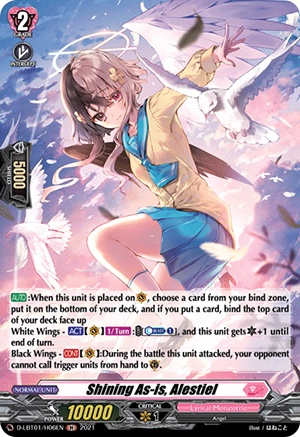 2
GRADE
INTERCEPT
5000
SHIELD
AUTO:When this unit is placed on R, choose a card from your bind zone,
put it on the bottom of your deck, and if you put a card, bind the top card
of your deck face up
White Wings - ACT[R]1/Turn:[COST[CB1], and this unit gets +1 until
end of turn.
Black Wings - CONT[R]:During the battle this unit attacked, your opponent
cannot call trigger units from hand to G.
NORMAL UNIT
Shining As-is, Alestiel
Lyrical Monasterio
POWER
10000
CRITICAL
1
Angel
D-LBT01/H06EN H 2021
Illust / はねこと